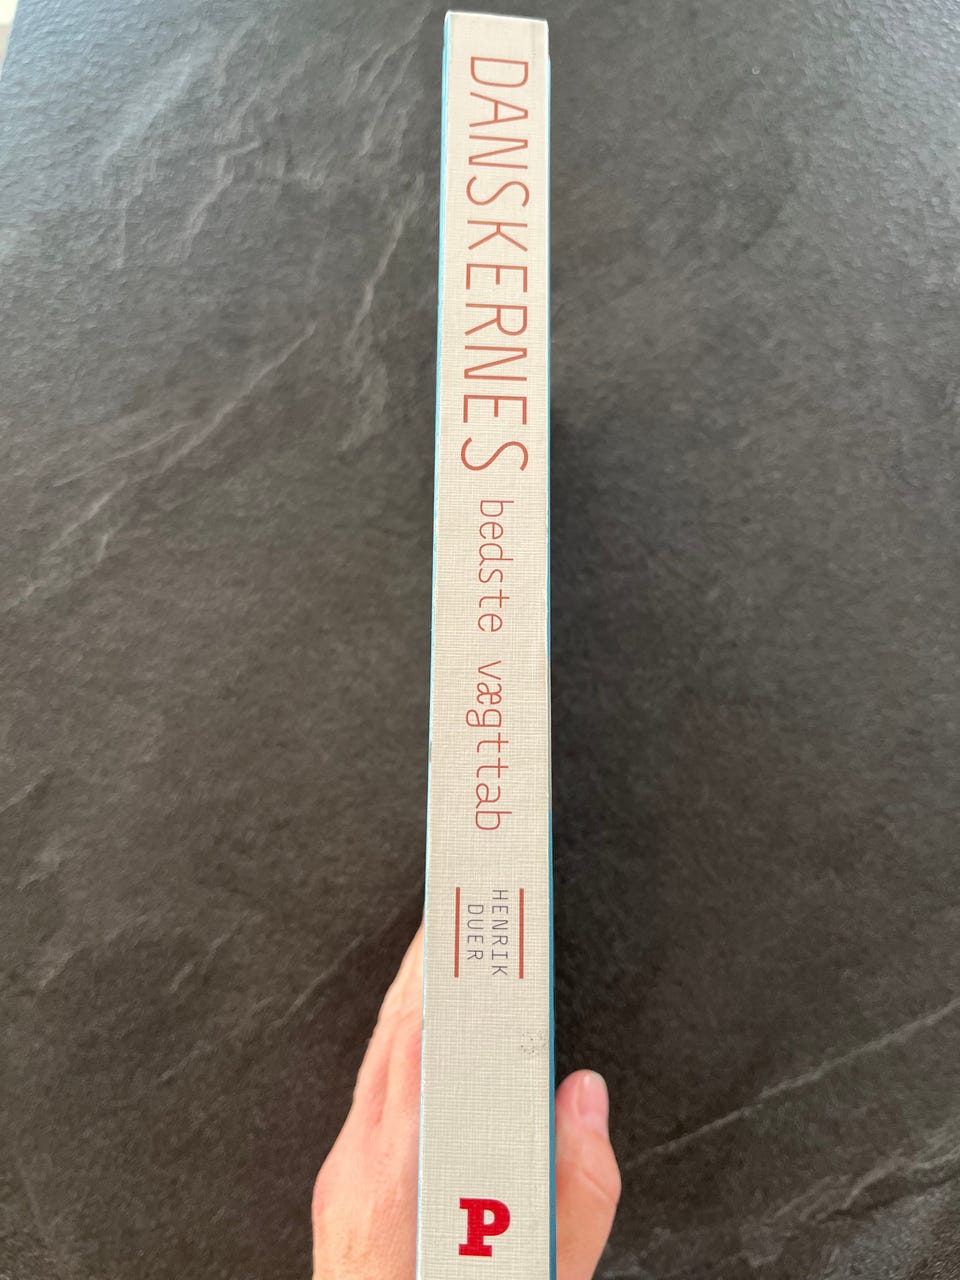 DANSKERNES bedste vægttab
HENRIK
DUER
P